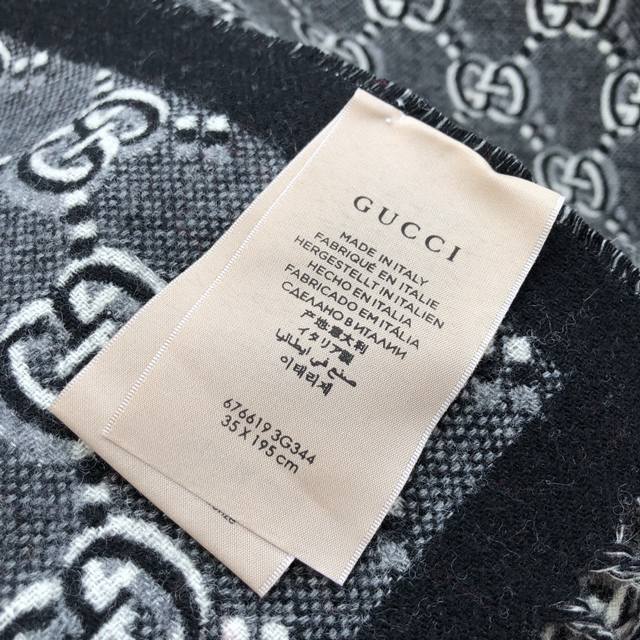 GUCCI
MADE IN ITALY
FABRIQUÉ EN ITALIE
HERGESTELLT IN ITALIEN
HECHO EN ITALIA
FABRICADO EM ITÁLIA
СДЕЛАНО В ИТАЛИИ
产地意大利
イタリア製
صنع في إيطاليا
이태리제
676619 3G344
35 X 195 cm